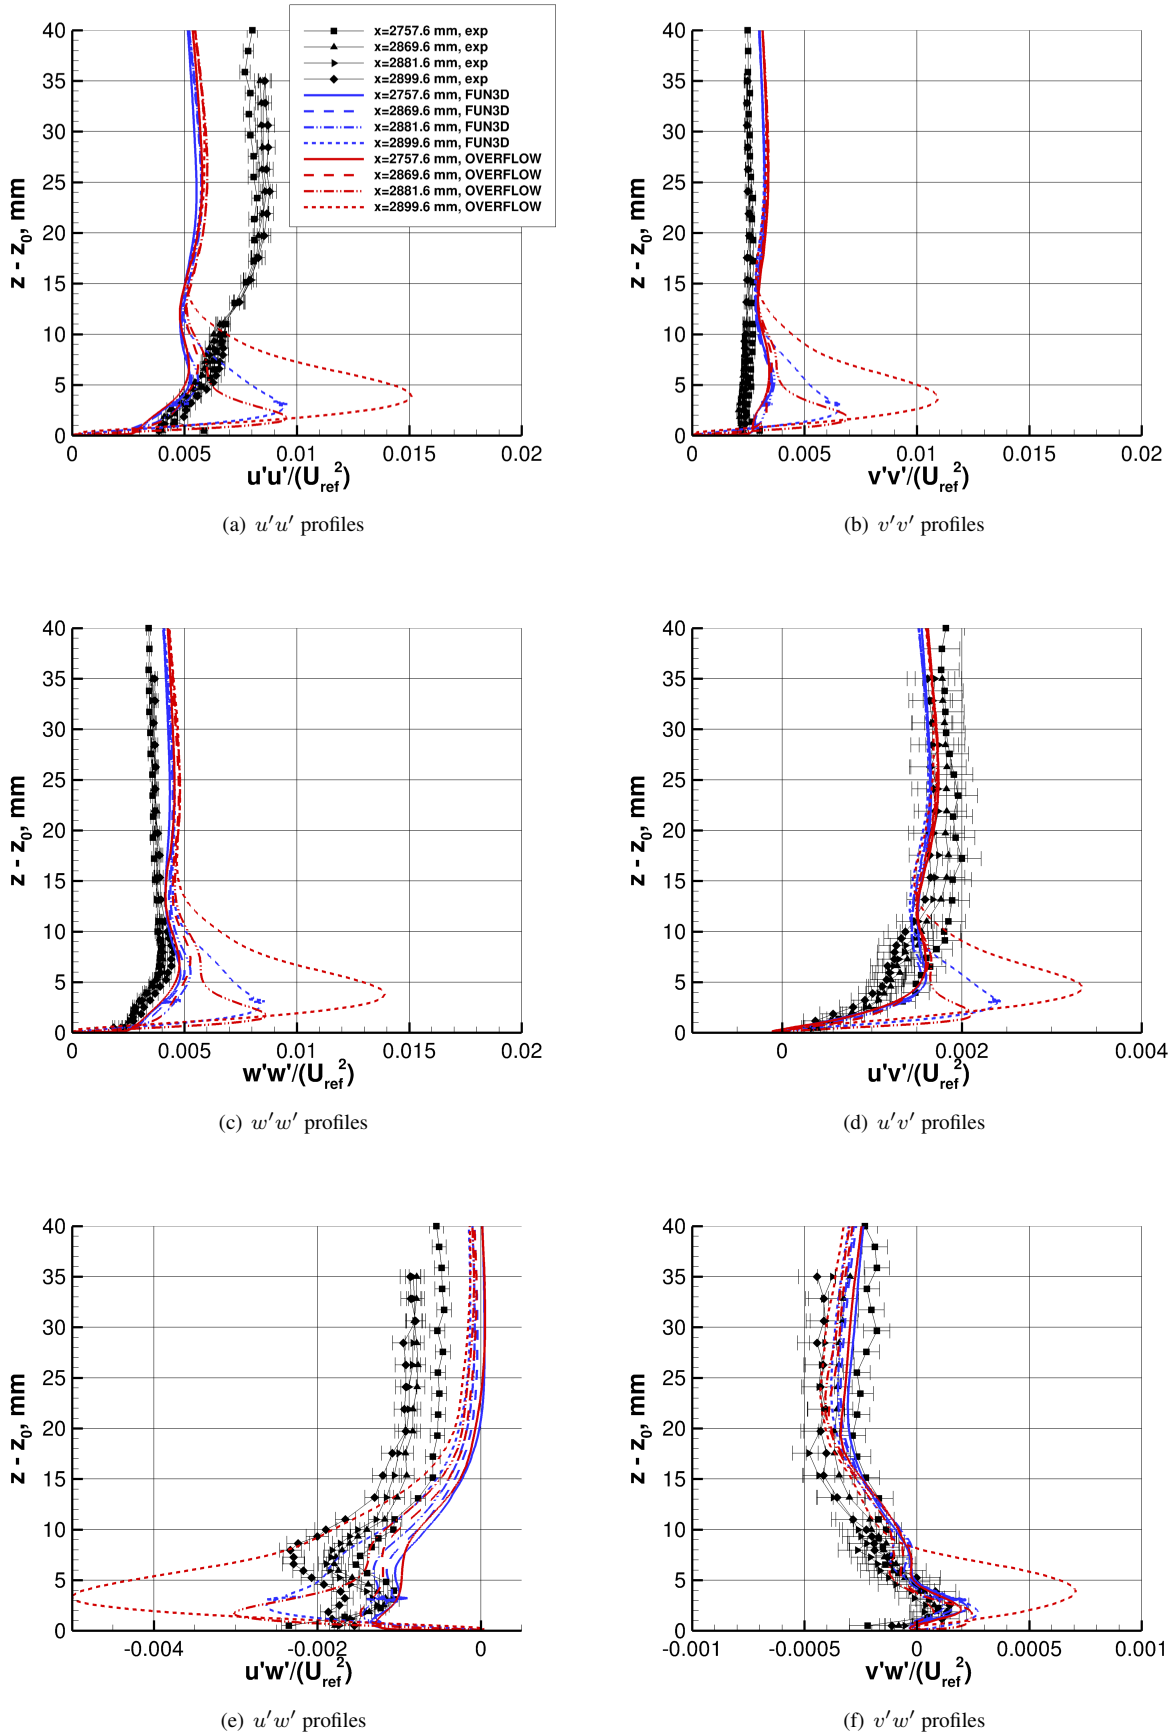 x=2757.6 mm, exp
x=2869.6 mm, exp
x=2881.6 mm, exp
x=2899.6 mm, exp
x=2757.6 mm, FUN3D
x=2869.6 mm, FUN3D
x=2881.6 mm, FUN3D
x=2899.6 mm, FUN3D
x=2757.6 mm, OVERFLOW
x=2869.6 mm, OVERFLOW
x=2881.6 mm, OVERFLOW
x=2899.6 mm, OVERFLOW
40
35
30
25
20
15
10
5
0
z - z₀, mm
0 0.005 0.01 0.015 0.02
u'u'/(U_ref²)
(a) u′u′ profiles
40
35
30
25
20
15
10
5
0
z - z₀, mm
0 0.005 0.01 0.015 0.02
v'v'/(U_ref²)
(b) v′v′ profiles
40
35
30
25
20
15
10
5
0
z - z₀, mm
0 0.005 0.01 0.015 0.02
w'w'/(U_ref²)
(c) w′w′ profiles
40
35
30
25
20
15
10
5
0
z - z₀, mm
0 0.002 0.004
u'v'/(U_ref²)
(d) u′v′ profiles
40
35
30
25
20
15
10
5
0
z - z₀, mm
-0.004 -0.002 0
u'w'/(U_ref²)
(e) u′w′ profiles
40
35
30
25
20
15
10
5
0
z - z₀, mm
-0.001 -0.0005 0 0.0005 0.001
v'w'/(U_ref²)
(f) v′w′ profiles